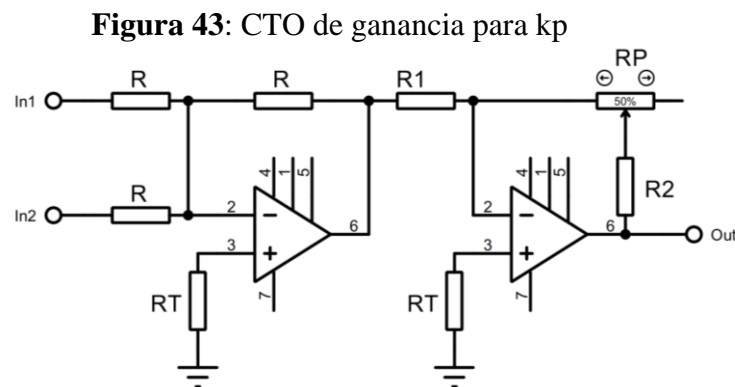 Figura 43: CTO de ganancia para kp
RP
R R R1
In1 50%
4 1 5 4 1 5
R R2
In2 2 6 2 6 Out
3 3
RT 7 RT 7